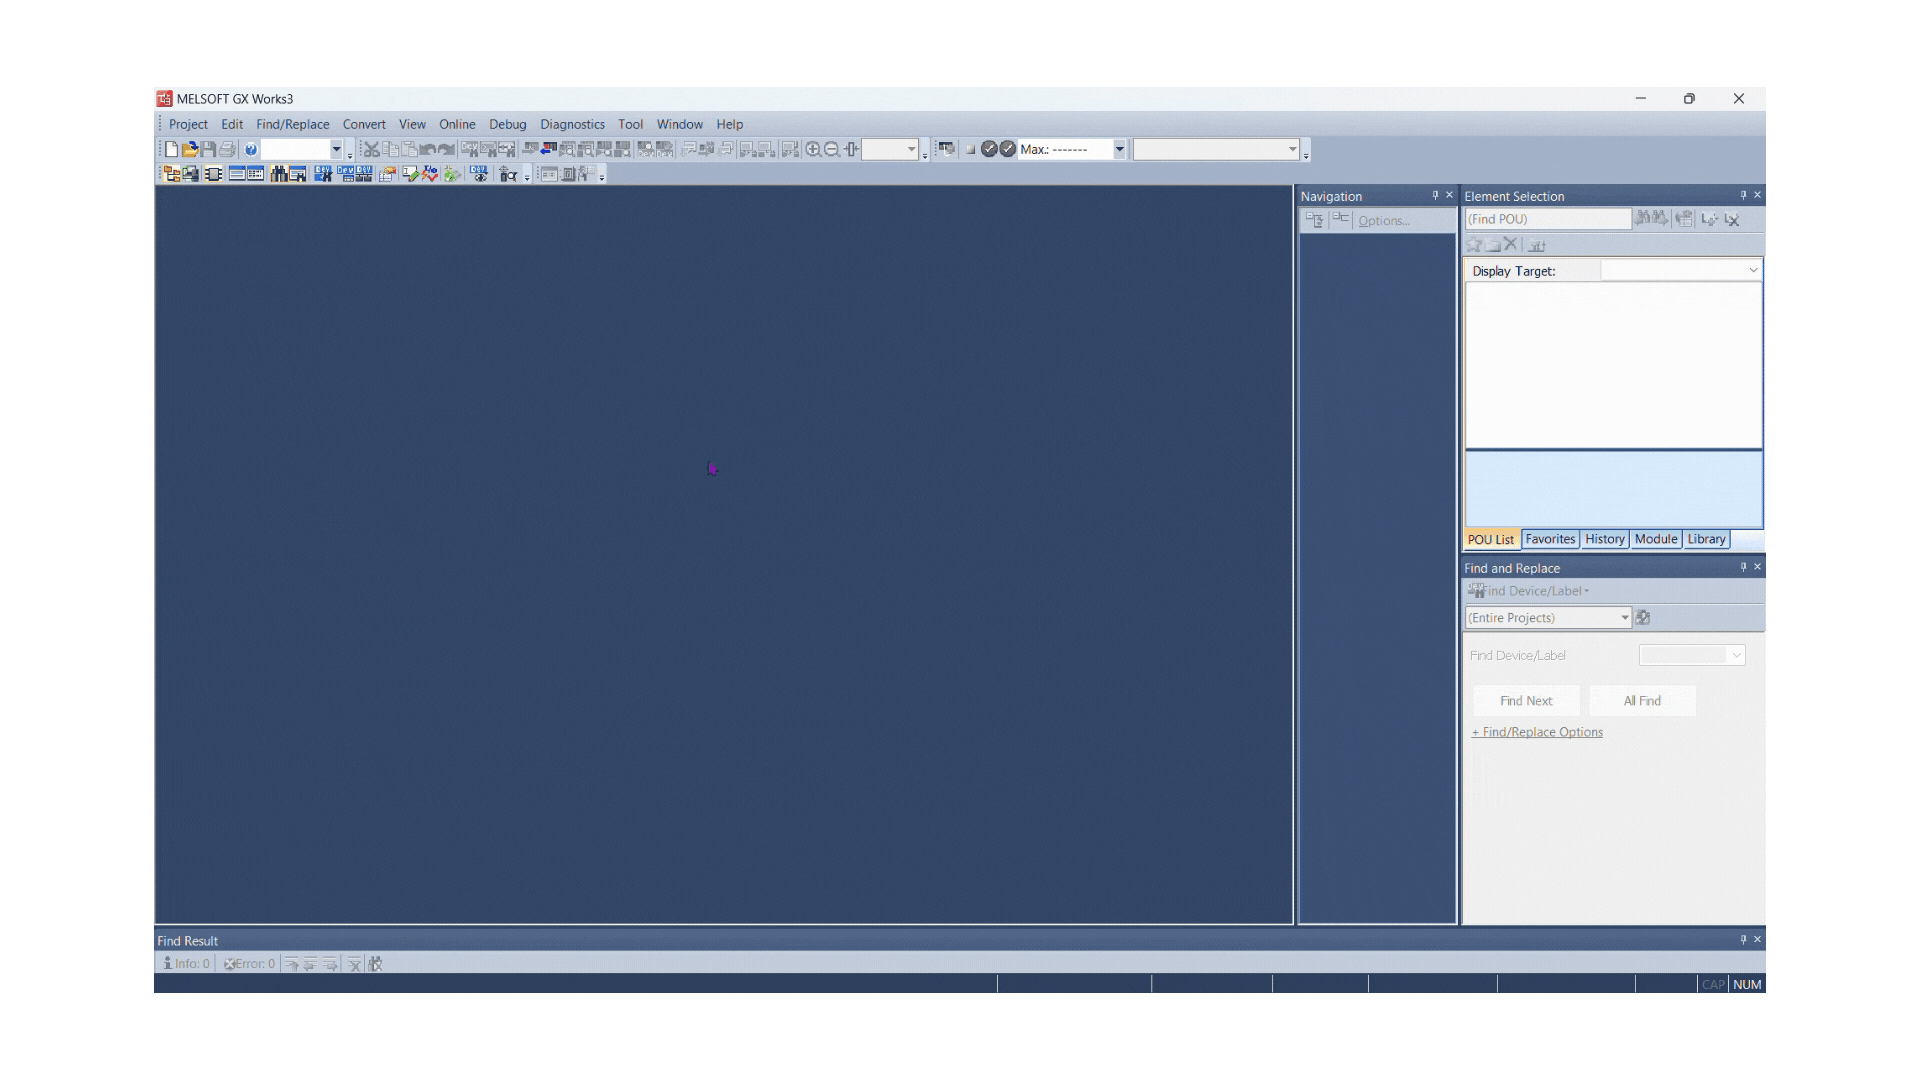 MELSOFT GX Works3
Project Edit Find/Replace Convert View Online Debug Diagnostics Tool Window Help
Max.: -------
Navigation
Options...
Element Selection
(Find POU)
Display Target:
POU List Favorites History Module Library
Find and Replace
Find Device/Label
(Entire Projects)
Find Device/Label
Find Next All Find
+ Find/Replace Options
Find Result
Info: 0 Error: 0
CAP NUM